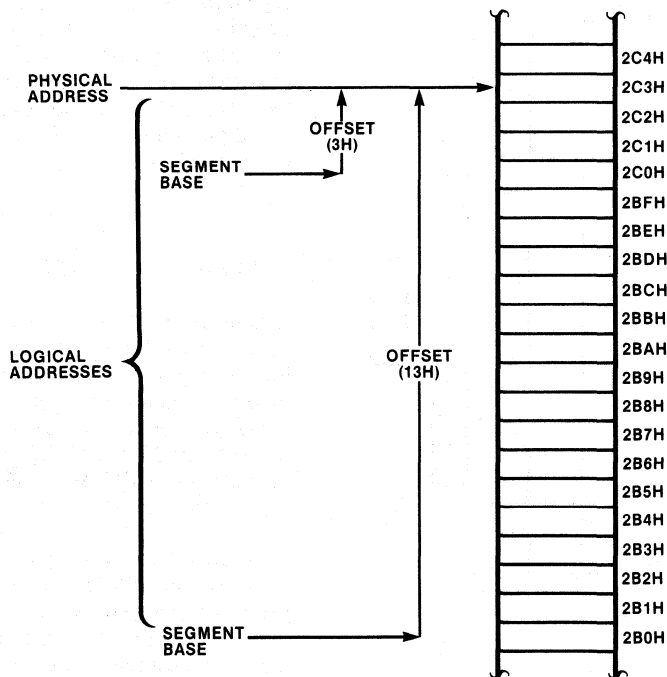 PHYSICAL
ADDRESS
OFFSET
(3H)
SEGMENT
BASE
LOGICAL
ADDRESSES
OFFSET
(13H)
SEGMENT
BASE
2C4H
2C3H
2C2H
2C1H
2C0H
2BFH
2BEH
2BDH
2BCH
2BBH
2BAH
2B9H
2B8H
2B7H
2B6H
2B5H
2B4H
2B3H
2B2H
2B1H
2B0H